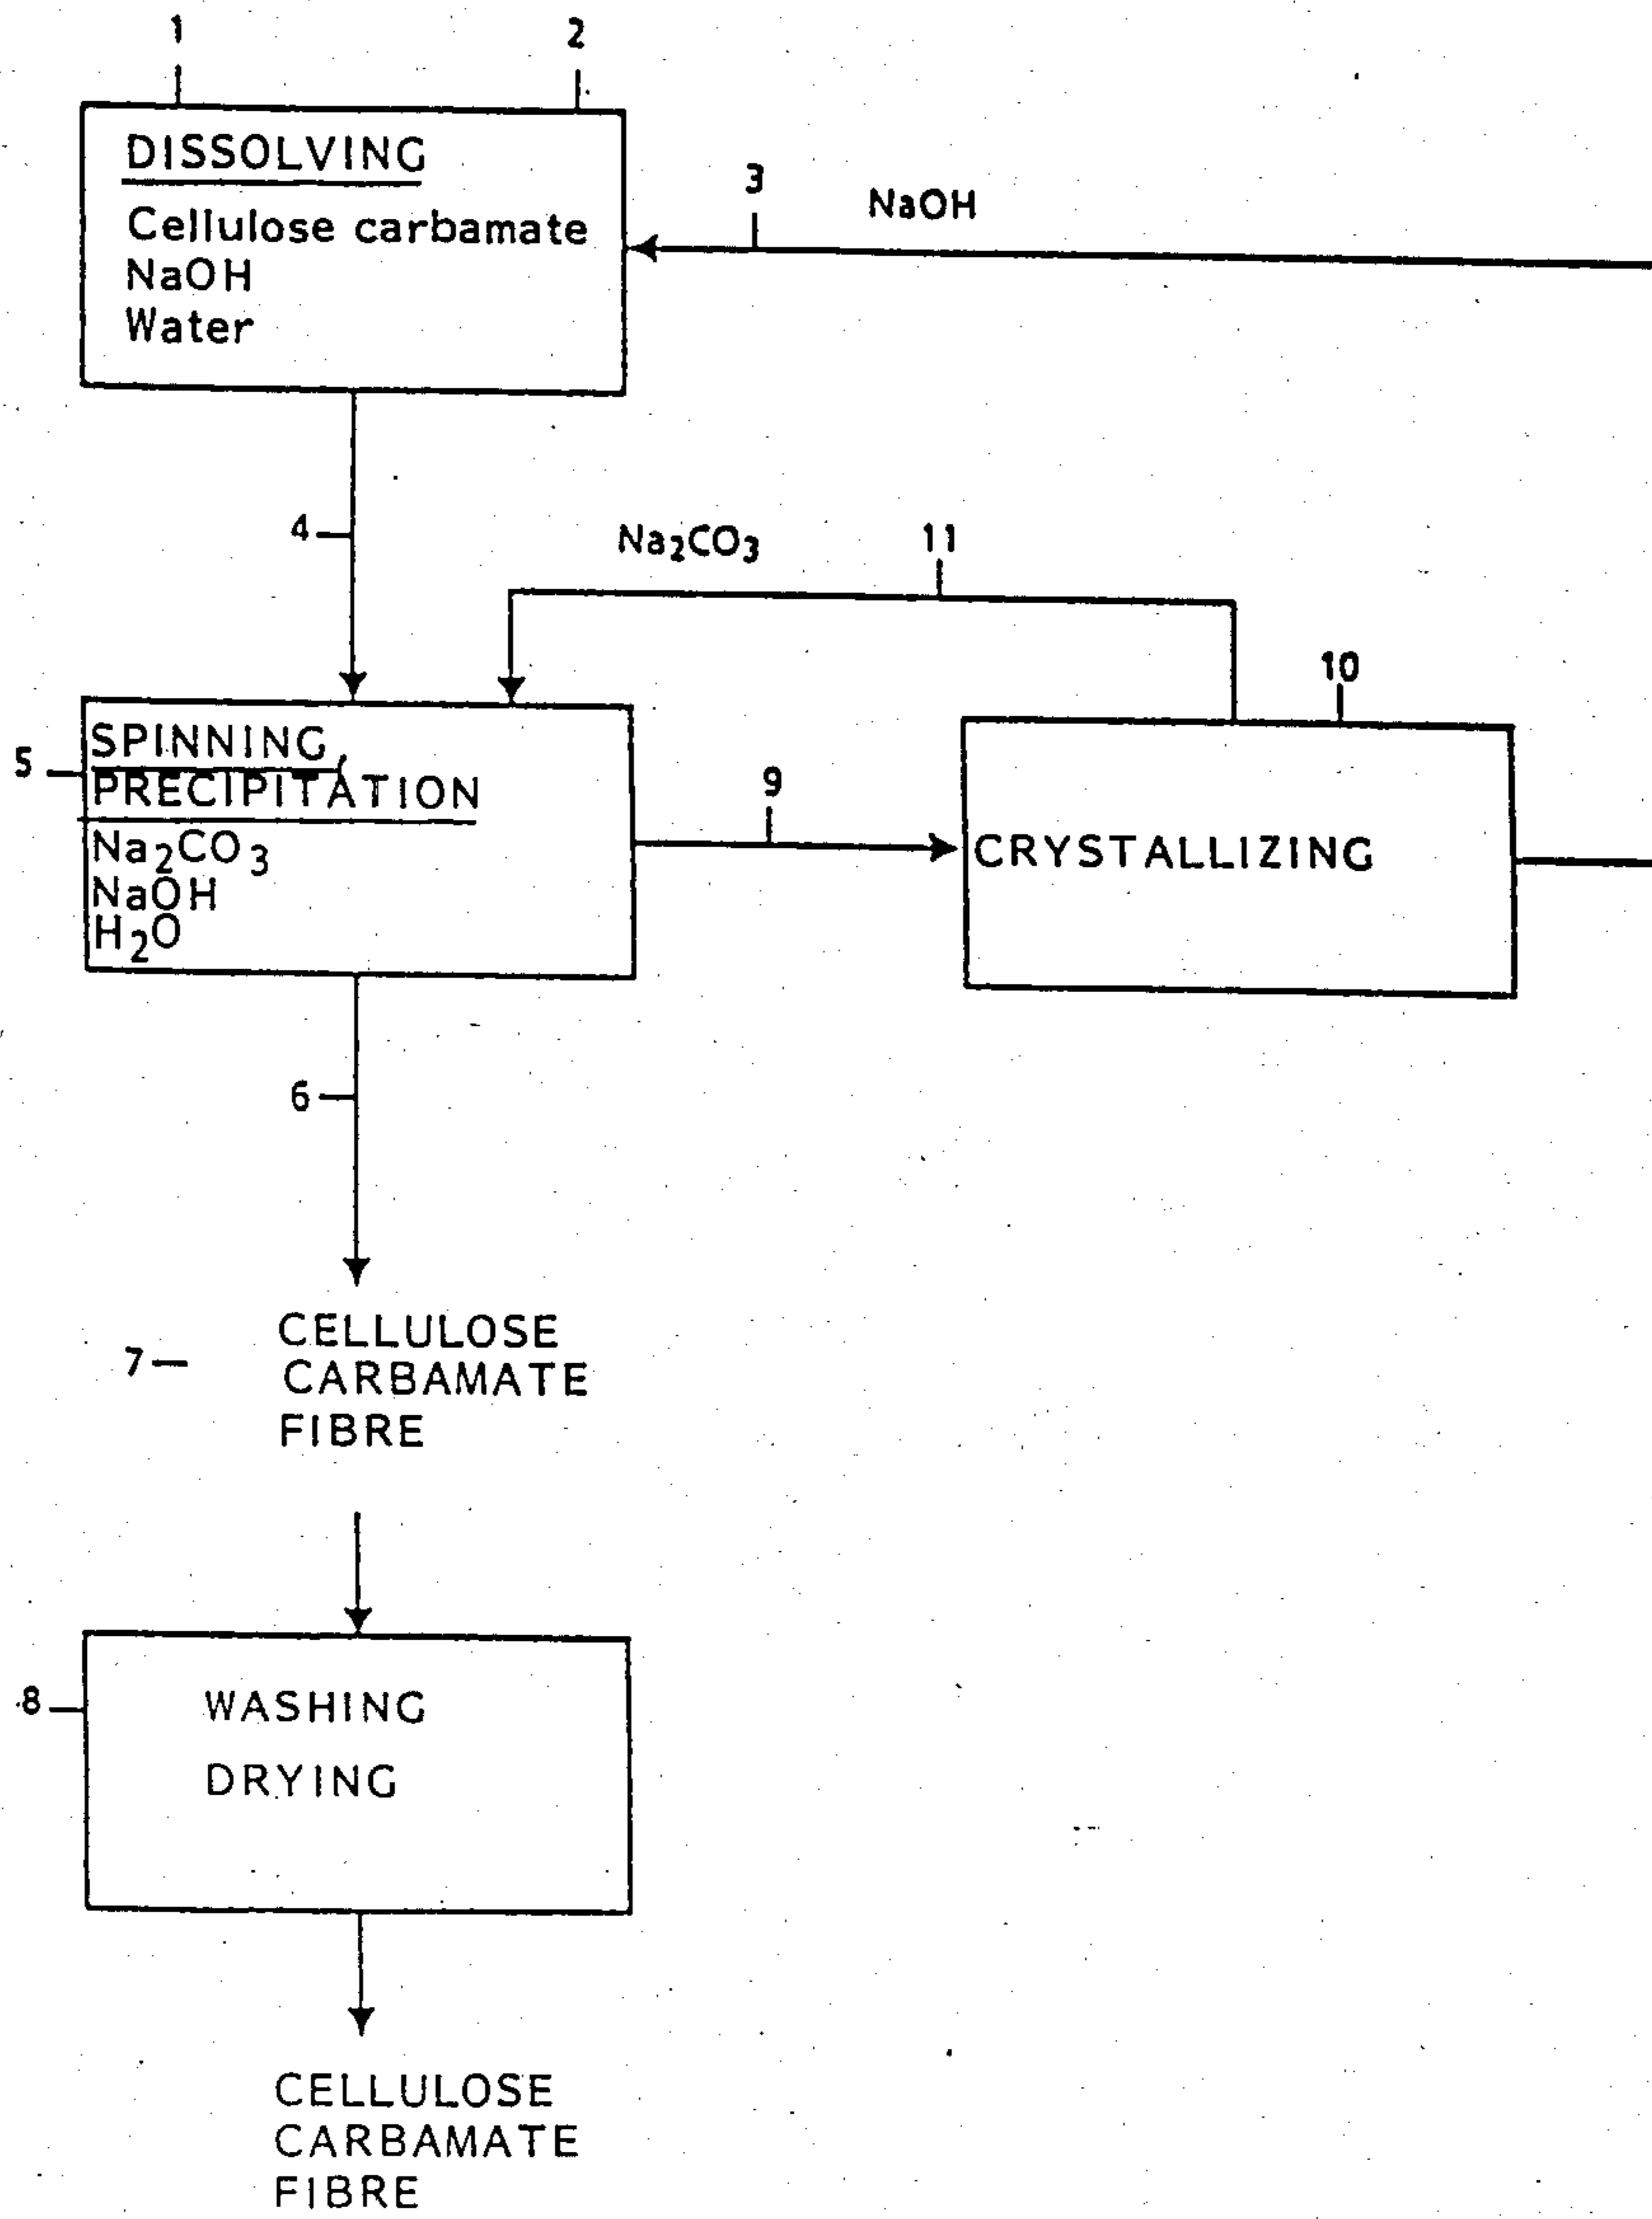 1
2
DISSOLVING
Cellulose carbamate
NaOH
Water
3
NaOH
4
Na₂CO₃
11
10
5
SPINNING,
PRECIPITATION
Na₂CO₃
NaOH
H₂O
9
CRYSTALLIZING
6
7
CELLULOSE
CARBAMATE
FIBRE
8
WASHING
DRYING
CELLULOSE
CARBAMATE
FIBRE